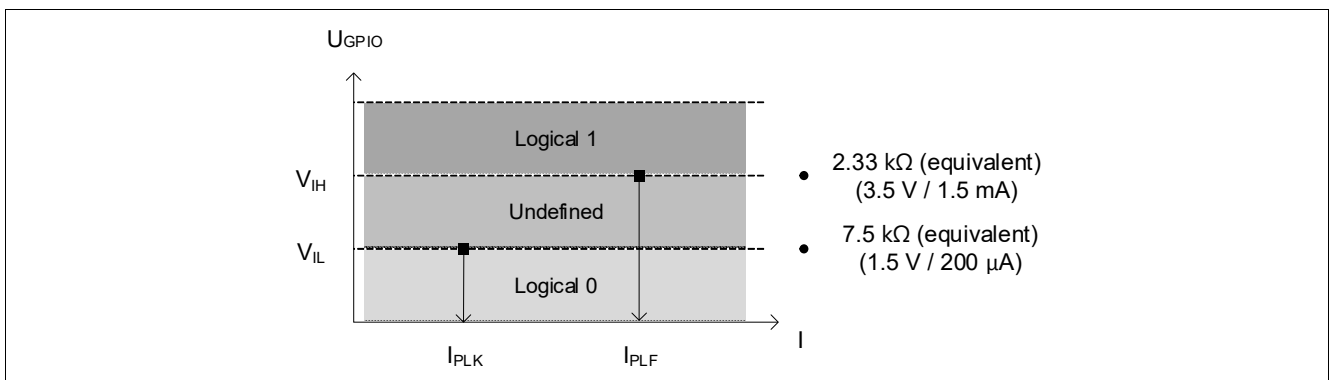 UGPIO
Logical 1
VIH
2.33 kΩ (equivalent)
(3.5 V / 1.5 mA)
Undefined
VIL
7.5 kΩ (equivalent)
(1.5 V / 200 µA)
Logical 0
I
IPLK
IPLF